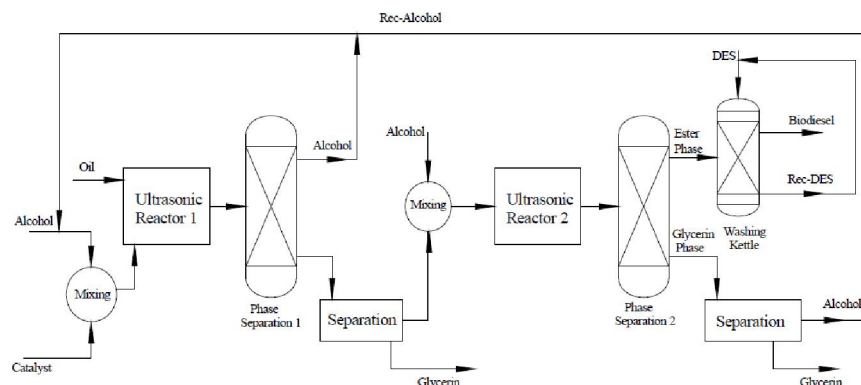 Rec-Alcohol
DES
Biodiesel
Rec-DES
Washing
Kettle
Ester
Phase
Glycerin
Phase
Alcohol
Alcohol
Oil
Ultrasonic
Reactor 1
Alcohol
Mixing
Catalyst
Phase
Separation 1
Separation
Glycerin
Mixing
Ultrasonic
Reactor 2
Phase
Separation 2
Separation
Alcohol
Glycerin